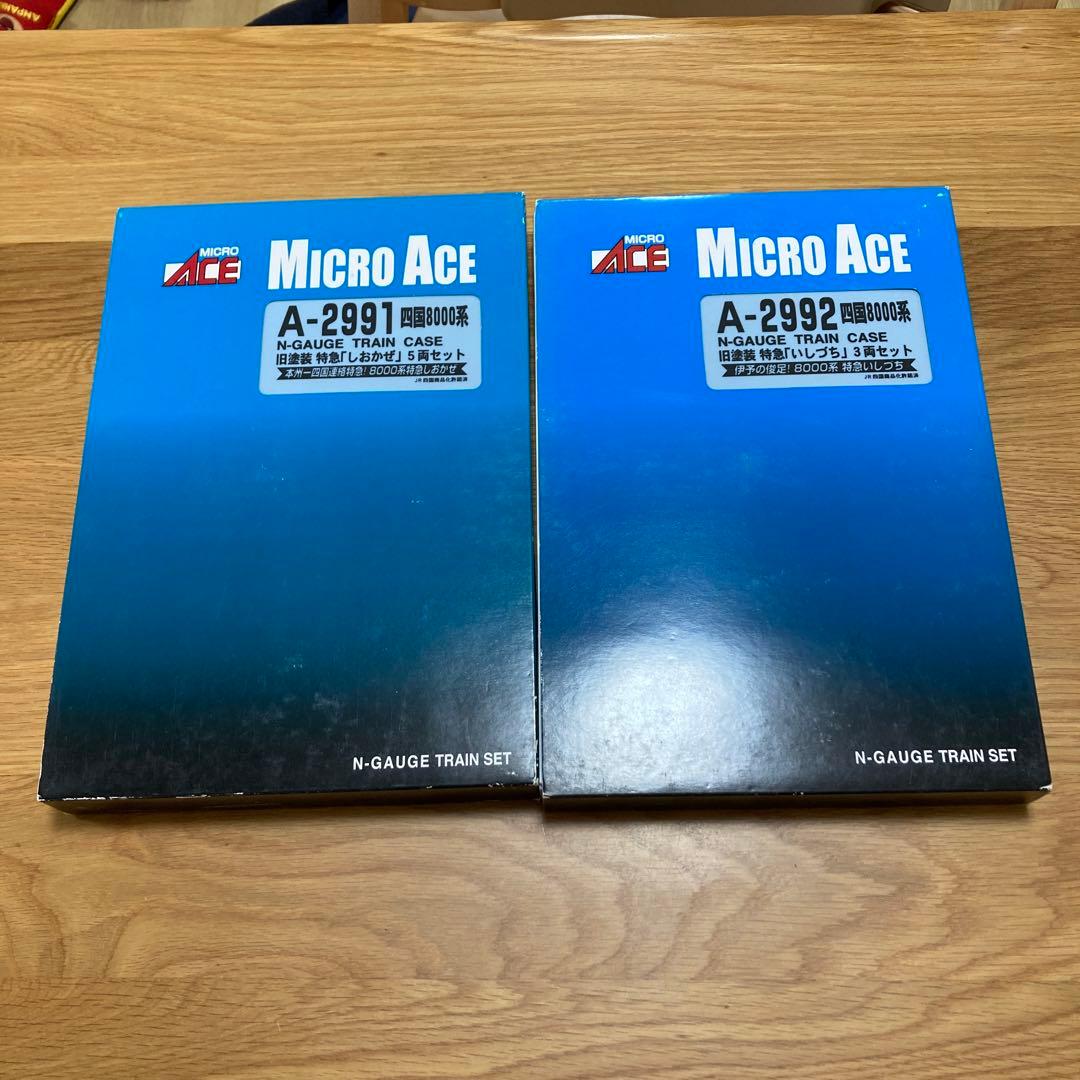 ANPAN
MICRO
ACE
MICRO ACE
A-2991 四国8000系
N-GAUGE TRAIN CASE
旧塗装 特急「しおかぜ」5両セット
本州ー四国連絡特急! 8000系特急しおかぜ
JR四国商品化許諾済
N-GAUGE TRAIN SET
MICRO
ACE
MICRO ACE
A-2992 四国8000系
N-GAUGE TRAIN CASE
旧塗装 特急「いしづち」3両セット
伊予の俊足! 8000系 特急いしづち
JR四国商品化許諾済
N-GAUGE TRAIN SET